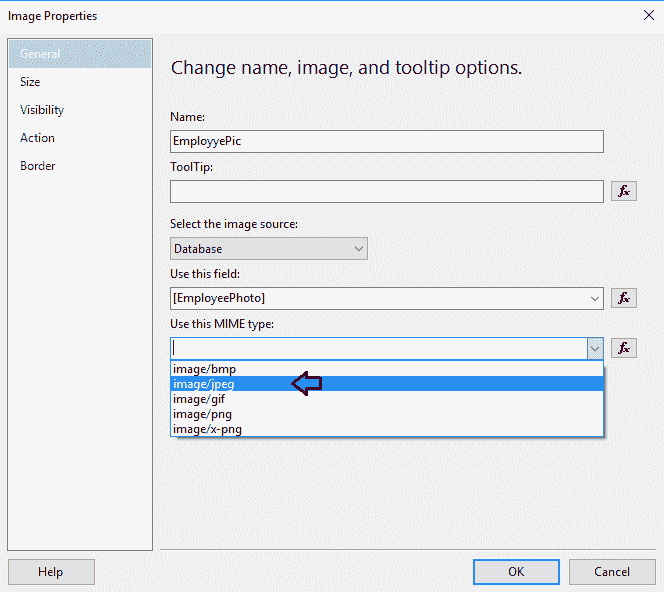 Image Properties
General
Size
Visibility
Action
Border
Change name, image, and tooltip options.
Name:
EmployyePic
ToolTip:
fx
Select the image source:
Database
Use this field:
[EmployeePhoto]
fx
Use this MIME type:
fx
image/bmp
image/jpeg
image/gif
image/png
image/x-png
Help
OK
Cancel